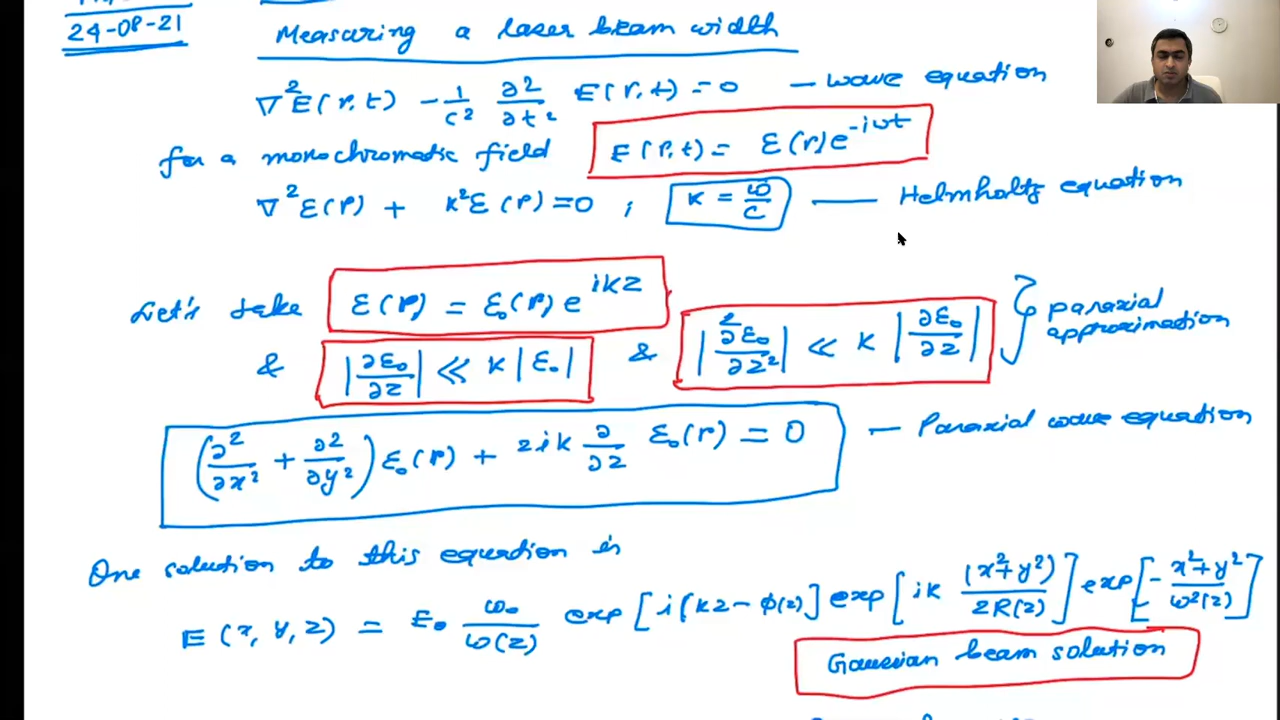 24-08-21
Measuring a laser beam width
∇²E(r,t) - 1/c² ∂²/∂t² E(r,t) = 0 — wave equation
for a monochromatic field E(r,t) = ℰ(r)e^{-iωt}
∇²ℰ(r) + k²ℰ(r) = 0 ; k = ω/c — Helmholtz equation
Let's take ℰ(r) = ℰ₀(r) e^{ikz}
& |∂ℰ₀/∂z| ≪ k|ℰ₀| & |∂²ℰ₀/∂z²| ≪ k|∂ℰ₀/∂z| } paraxial approximation
(∂²/∂x² + ∂²/∂y²) ℰ₀(r) + 2ik ∂/∂z ℰ₀(r) = 0 — Paraxial wave equation
One solution to this equation is
E(x,y,z) = E₀ ω₀/ω(z) exp[i(kz - φ(z)] exp[ik (x²+y²)/2R(z)] exp[- x²+y²/ω²(z)]
Gaussian beam solution